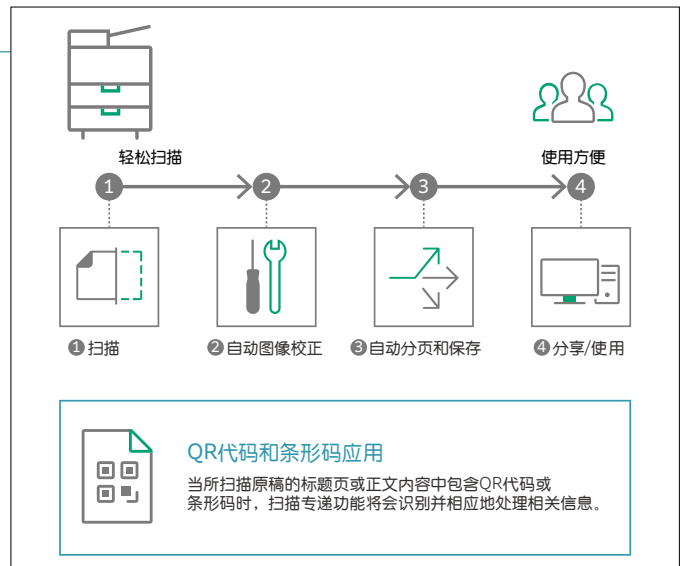 轻松扫描
使用方便
1 2 3 4
❶扫描
❷自动图像校正
❸自动分页和保存
❹分享/使用
QR代码和条形码应用
当所扫描原稿的标题页或正文内容中包含QR代码或
条形码时，扫描专递功能将会识别并相应地处理相关信息。